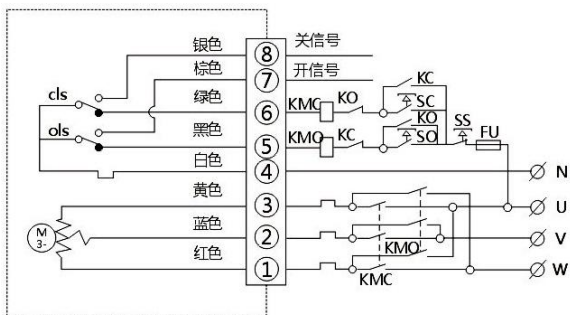 银色 8 关信号
棕色 7 开信号
cls 绿色 6 KMC KO KC SC
ols 黑色 5 KMO KC KO SO SS FU
白色 4 N
黄色 3 U
M 3- 蓝色 2 KMO V
红色 1 KMC W